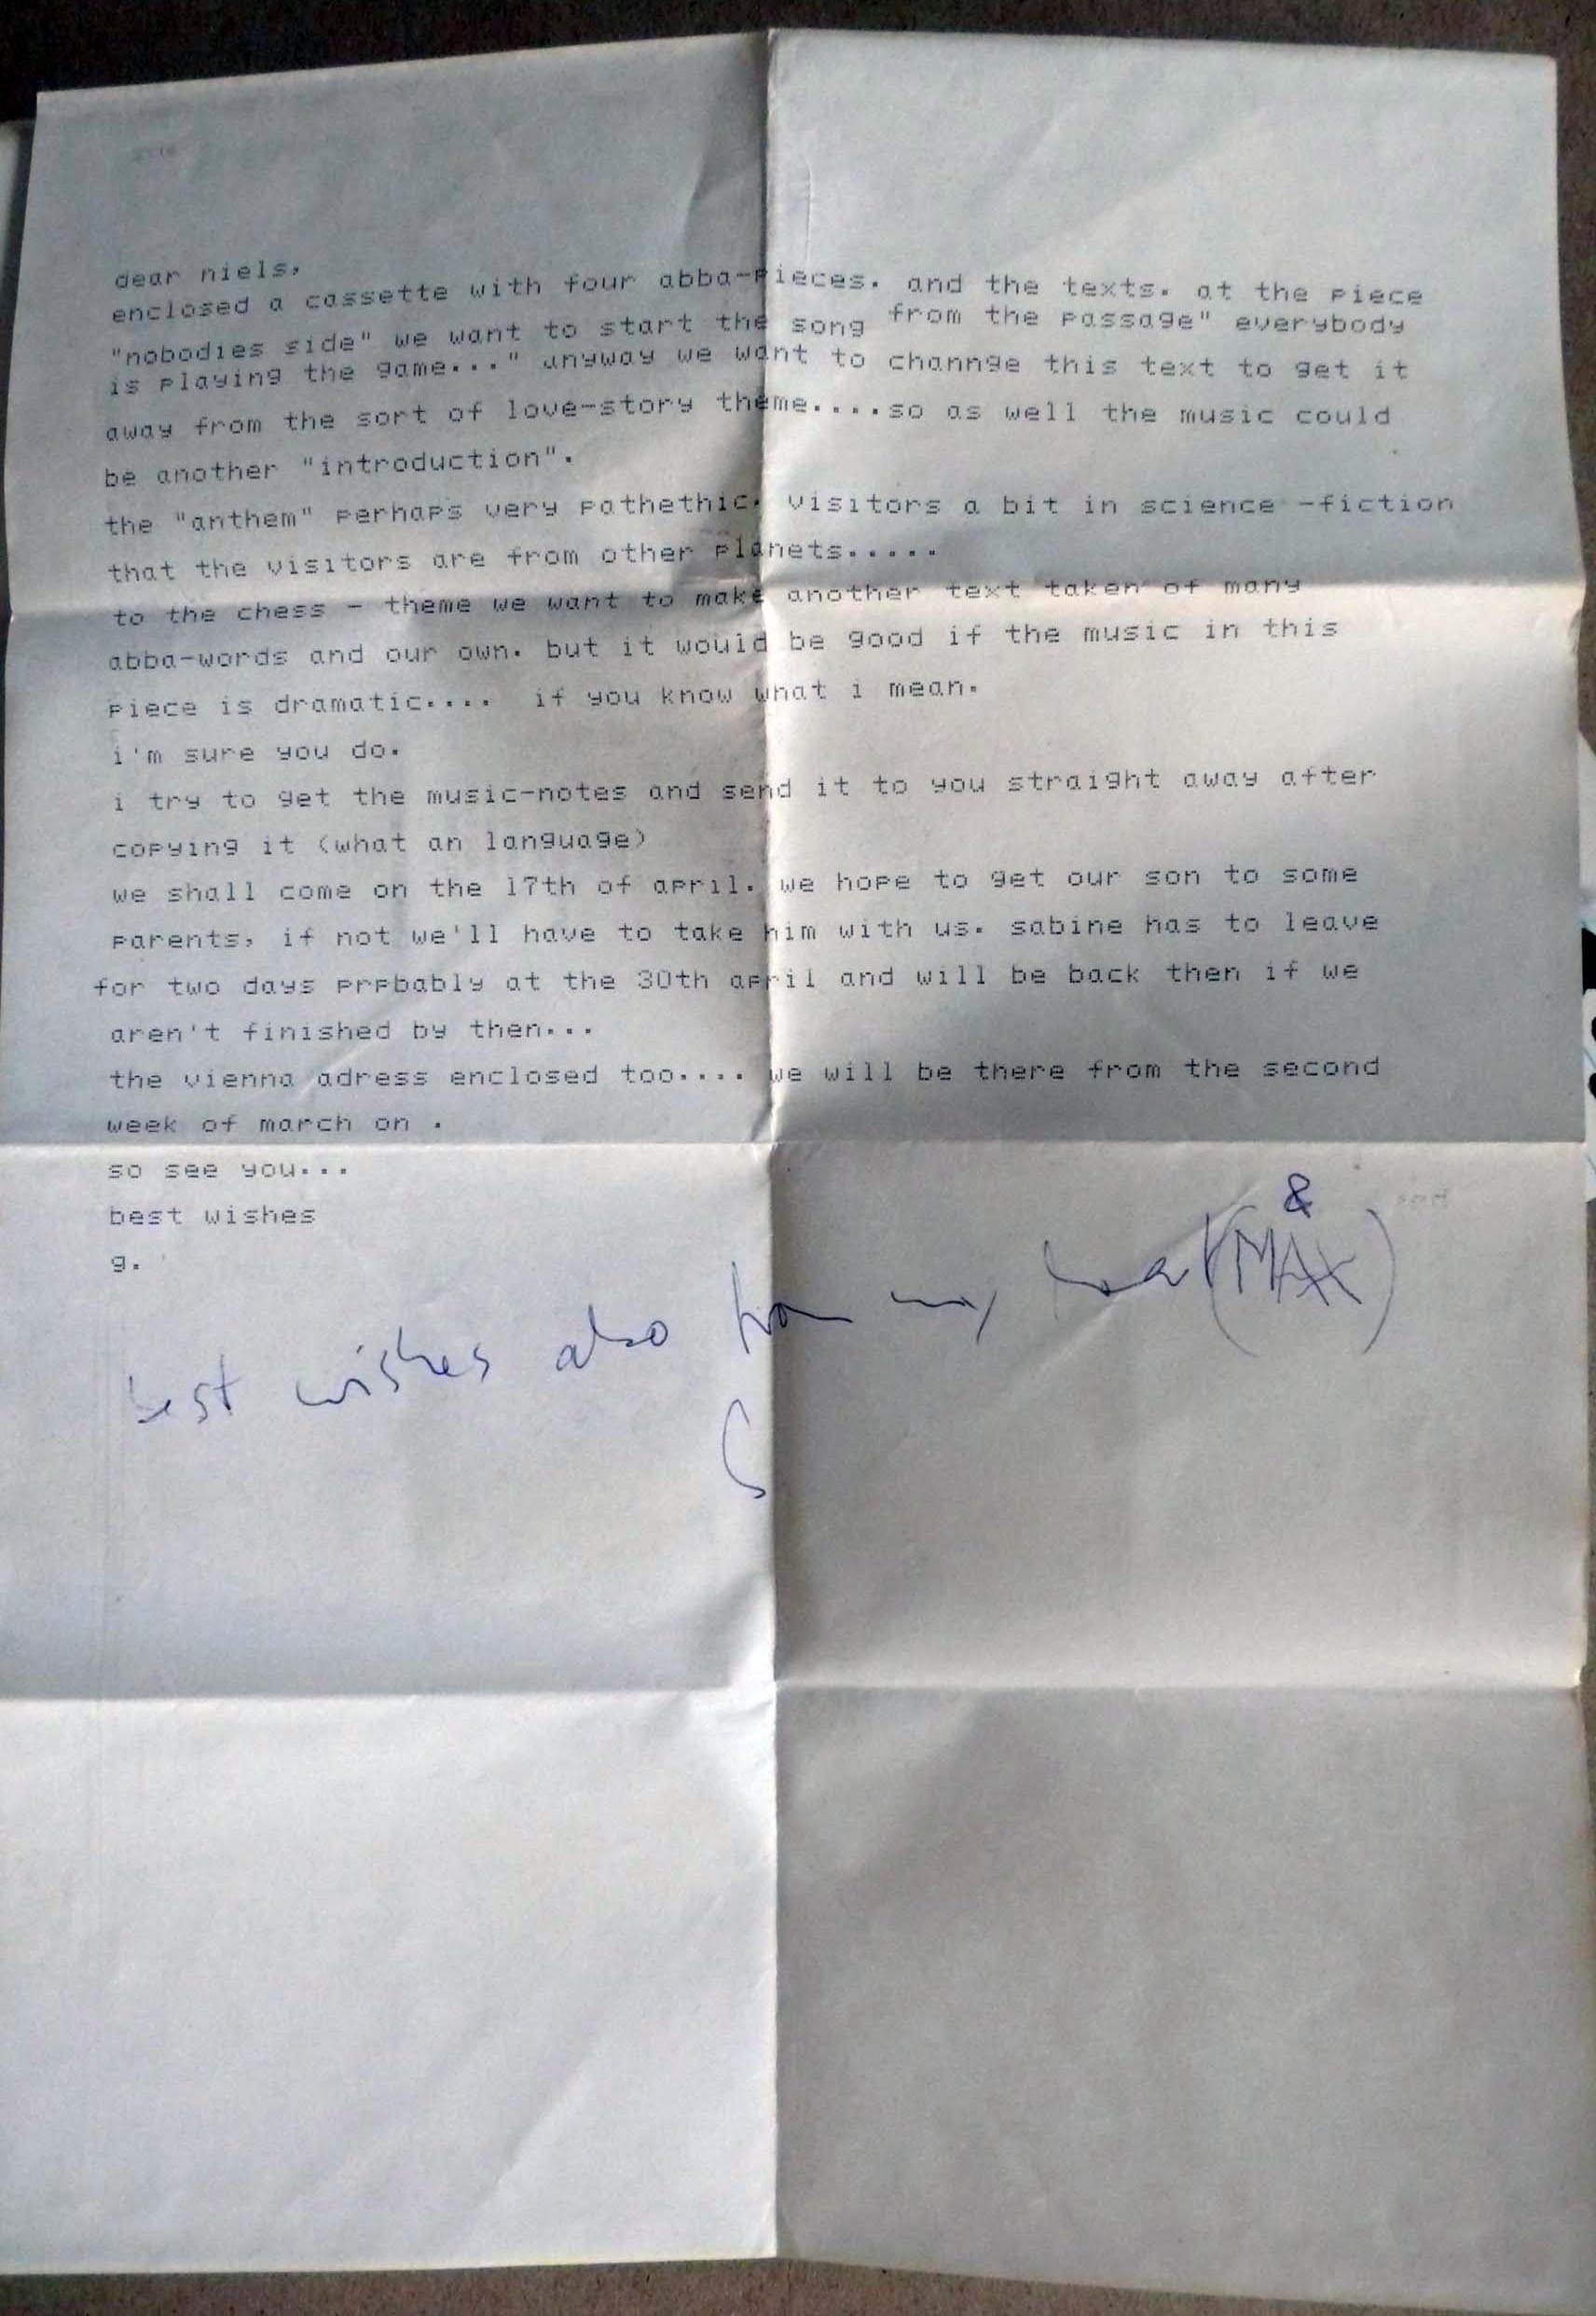 dear niels,
enclosed a cassette with four abba-pieces. and the texts. at the piece
"nobodies side" we want to start the song from the passage" everybody
is playing the game..." anyway we want to channge this text to get it
away from the sort of love-story theme....so as well the music could
be another "introduction".
the "anthem" perhaps very pathethic. visitors a bit in science -fiction
that the visitors are from other planets.....
to the chess - theme we want to make another text taken of many
abba-words and our own. but it would be good if the music in this
piece is dramatic.... if you know what i mean.
i'm sure you do.
i try to get the music-notes and send it to you straight away after
copying it (what an language)
we shall come on the 17th of april. we hope to get our son to some
parents, if not we'll have to take him with us. sabine has to leave
for two days prpbably at the 30th april and will be back then if we
aren't finished by then...
the vienna adress enclosed too.... we will be there from the second
week of march on .
so see you...
best wishes
g.
&
best wishes also from my (MAX)
S